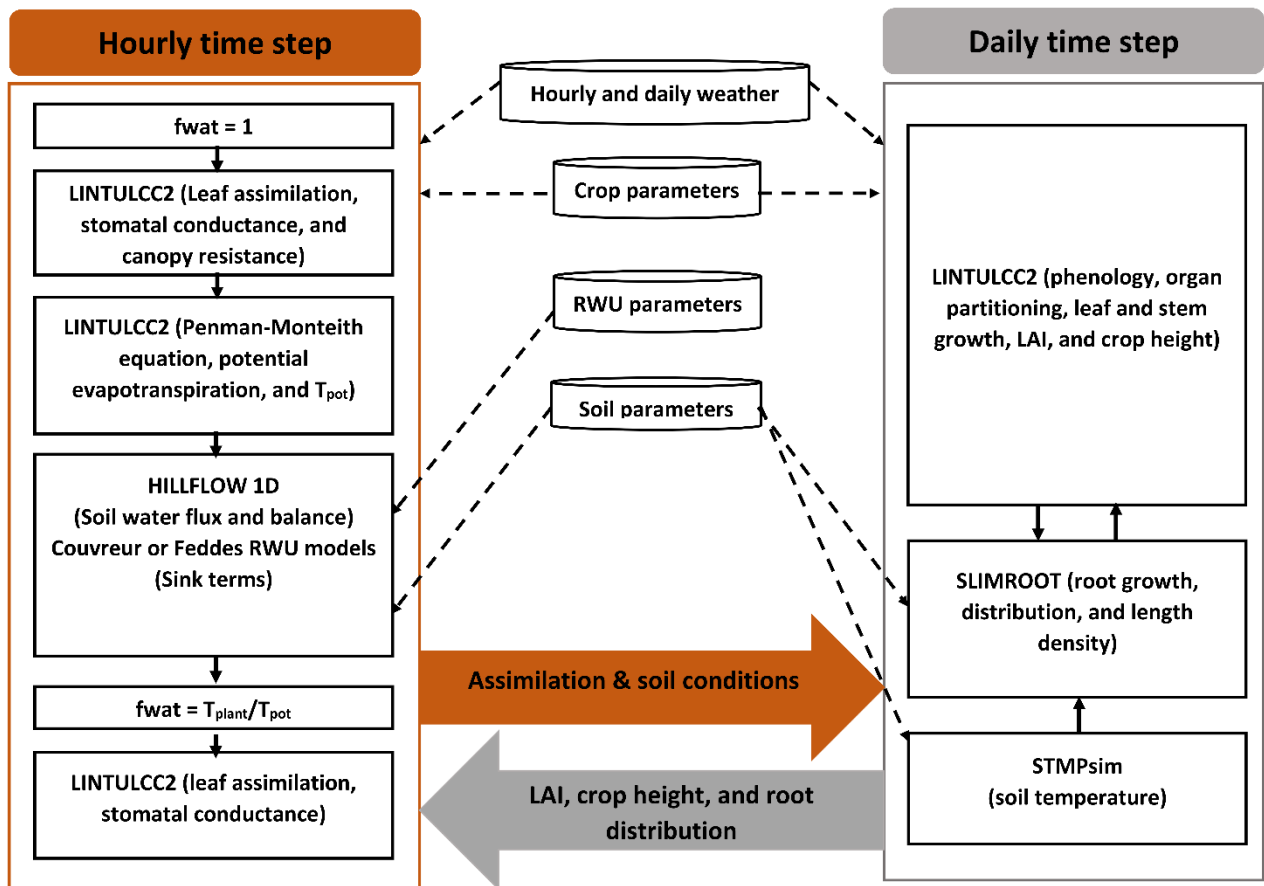 Hourly time step
fwat = 1
LINTULCC2 (Leaf assimilation,
stomatal conductance, and
canopy resistance)
LINTULCC2 (Penman-Monteith
equation, potential
evapotranspiration, and Tpot)
HILLFLOW 1D
(Soil water flux and balance)
Couvreur or Feddes RWU models
(Sink terms)
fwat = Tplant/Tpot
LINTULCC2 (leaf assimilation,
stomatal conductance)
Hourly and daily weather
Crop parameters
RWU parameters
Soil parameters
Assimilation & soil conditions
LAI, crop height, and root
distribution
Daily time step
LINTULCC2 (phenology, organ
partitioning, leaf and stem
growth, LAI, and crop height)
SLIMROOT (root growth,
distribution, and length
density)
STMPsim
(soil temperature)